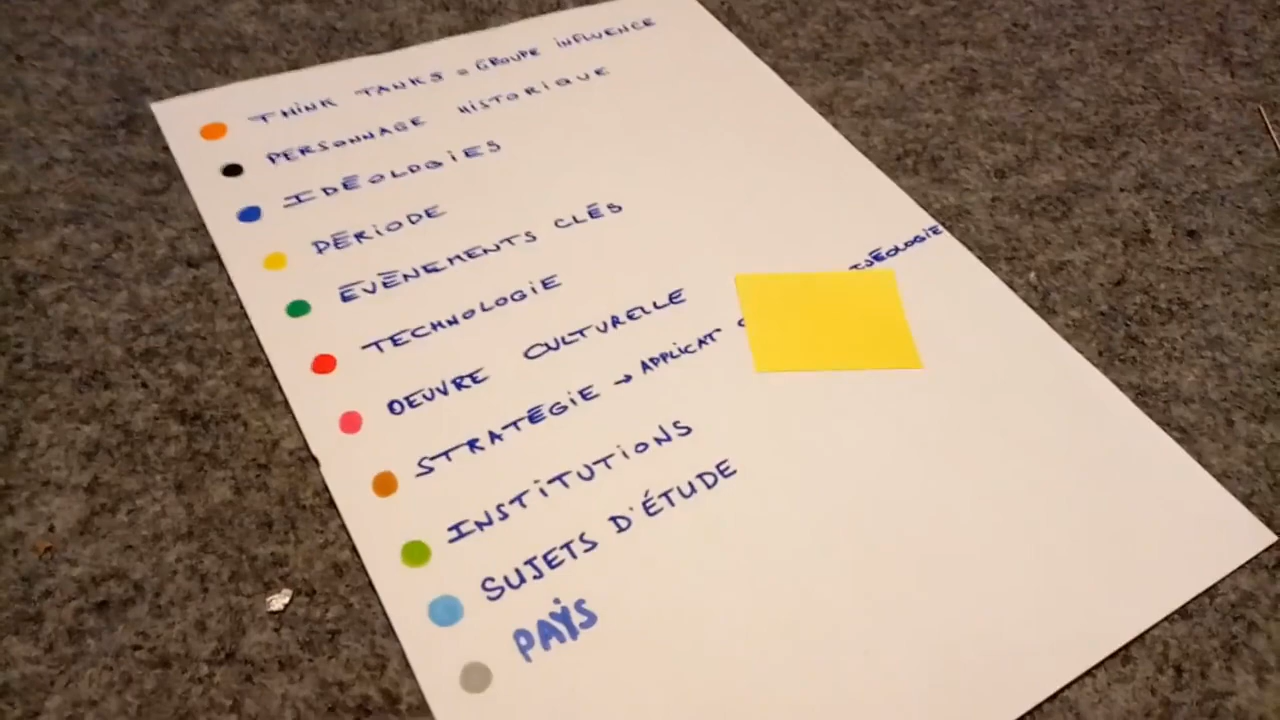 THINK TANKS = GROUPE INFLUENCE
PERSONNAGE HISTORIQUE
IDÉOLOGIES
PÉRIODE
ÉVÈNEMENTS CLÉS
TECHNOLOGIE
OEUVRE CULTURELLE
STRATÉGIE → APPLICAT IDÉOLOGIE
INSTITUTIONS
SUJETS D'ÉTUDE
PAYS